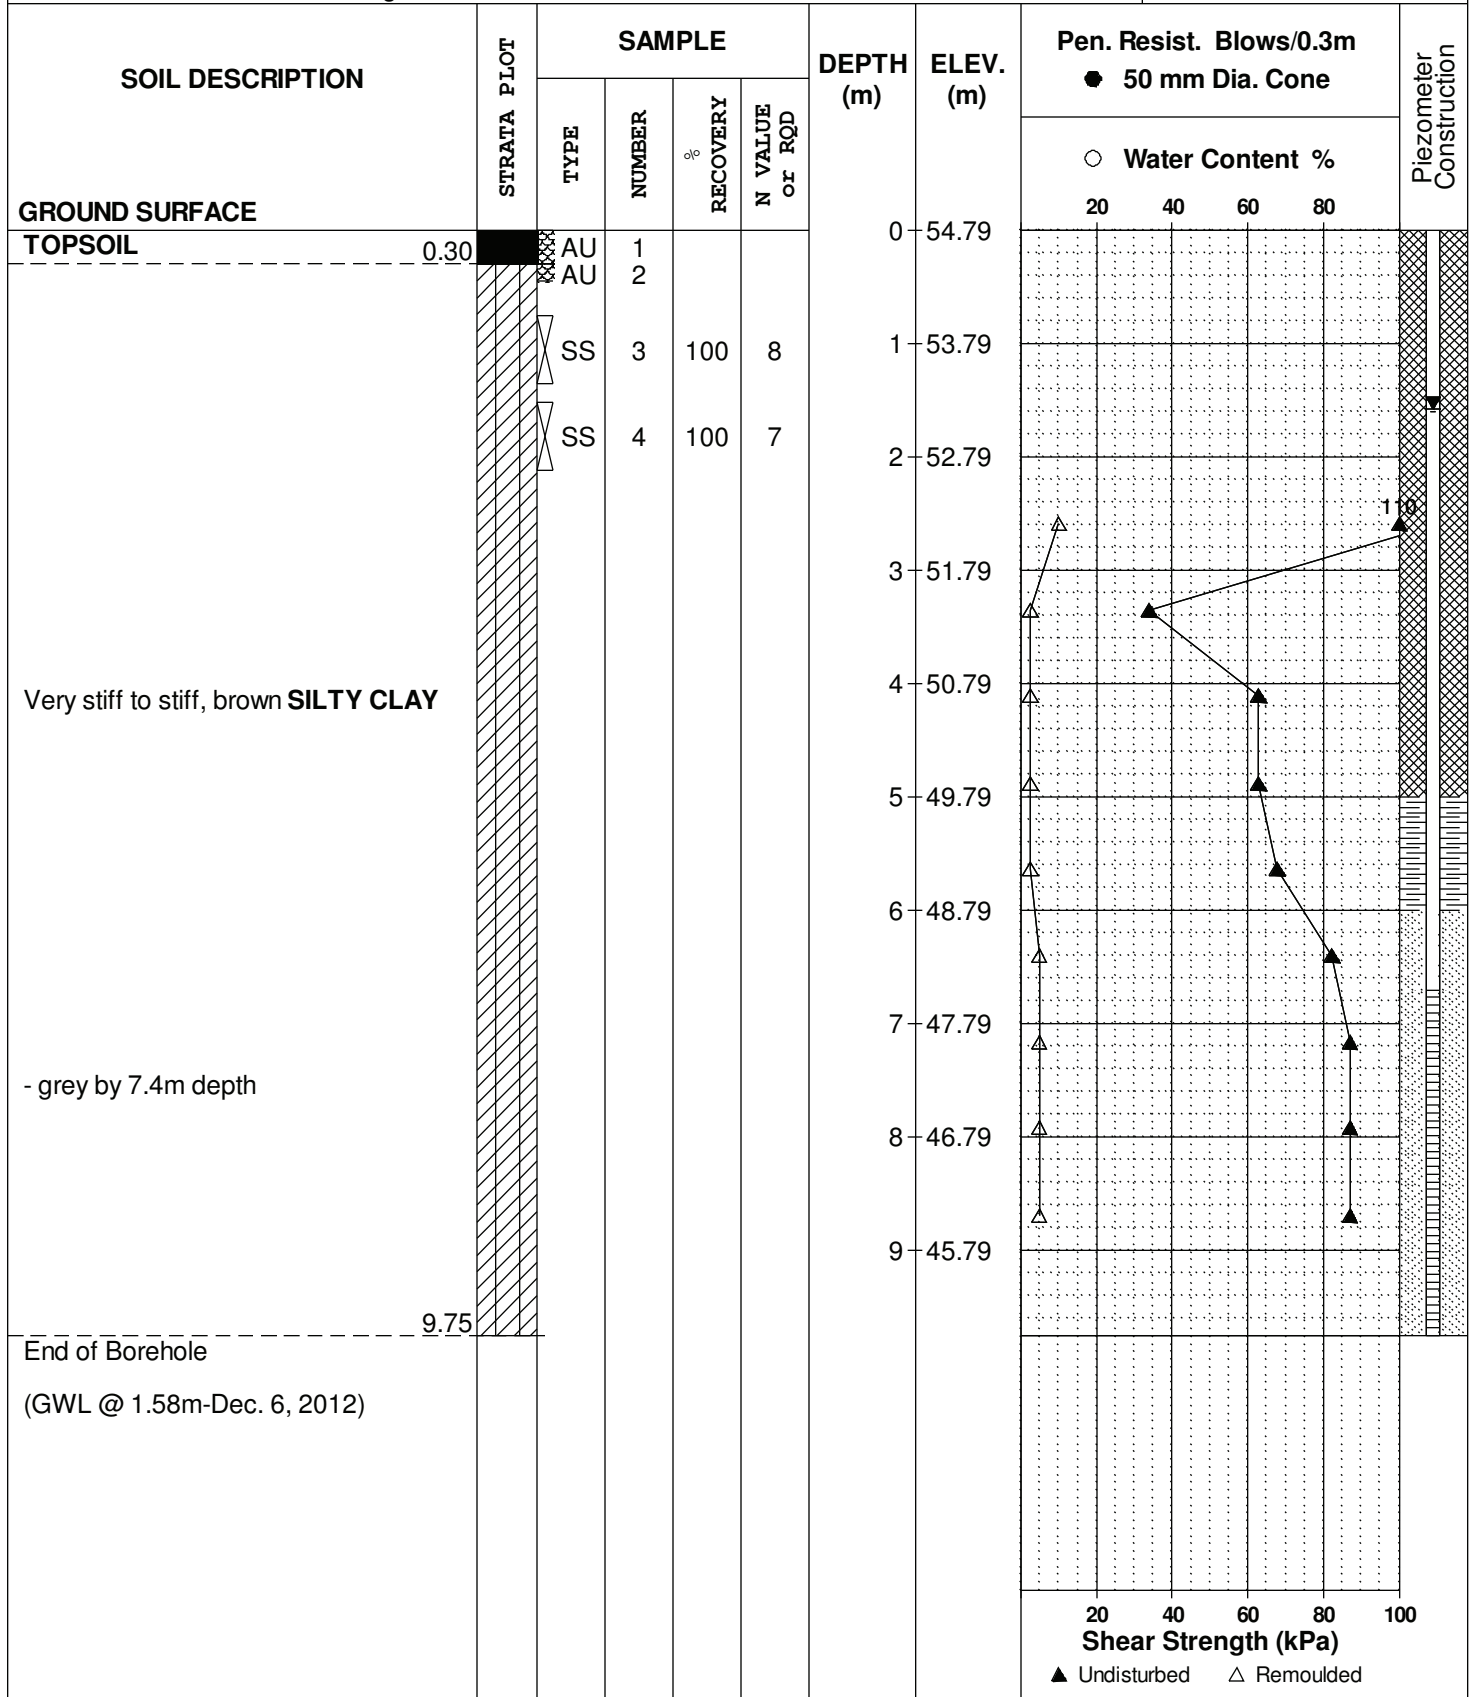 SOIL DESCRIPTION
GROUND SURFACE
STRATA PLOT
SAMPLE
TYPE
NUMBER
%
RECOVERY
N VALUE
or RQD
DEPTH
(m)
ELEV.
(m)
Pen. Resist. Blows/0.3m
● 50 mm Dia. Cone
○ Water Content %
20 40 60 80
Piezometer
Construction
TOPSOIL 0.30
AU 1
AU 2
SS 3 100 8
SS 4 100 7
0 54.79
1 53.79
2 52.79
110
3 51.79
4 50.79
Very stiff to stiff, brown SILTY CLAY
5 49.79
6 48.79
7 47.79
- grey by 7.4m depth
8 46.79
9 45.79
9.75
End of Borehole
(GWL @ 1.58m-Dec. 6, 2012)
20 40 60 80 100
Shear Strength (kPa)
▲ Undisturbed △ Remoulded